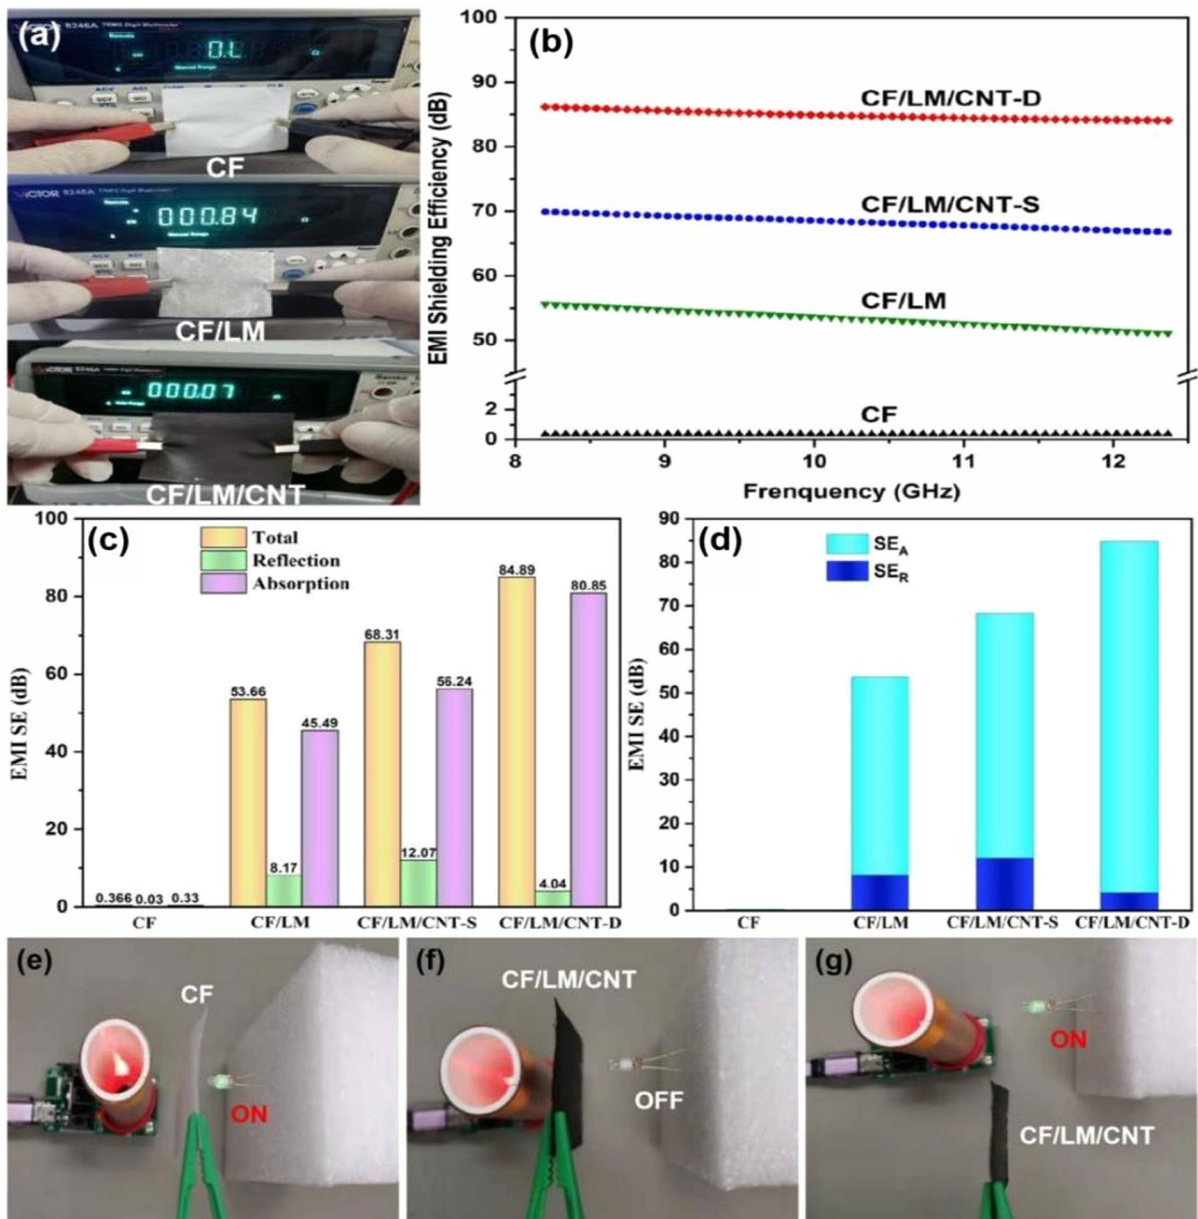 (a)
VICTOR 8246A
0.L
CF
VICTOR 8246A
000.84
CF/LM
VICTOR 8246A
000.07
CF/LM/CNT
(b)
EMI Shielding Efficiency (dB)
100
90
80
70
60
50
2
0
CF/LM/CNT-D
CF/LM/CNT-S
CF/LM
CF
8 9 10 11 12
Frenquency (GHz)
(c)
Total
Reflection
Absorption
EMI SE (dB)
100
80
60
40
20
0
0.366 0.03 0.33
53.66
8.17
45.49
68.31
12.07
56.24
84.89
4.04
80.85
CF CF/LM CF/LM/CNT-S CF/LM/CNT-D
(d)
SEA
SER
EMI SE (dB)
90
80
70
60
50
40
30
20
10
0
CF CF/LM CF/LM/CNT-S CF/LM/CNT-D
(e)
CF
ON
(f)
CF/LM/CNT
OFF
(g)
ON
CF/LM/CNT